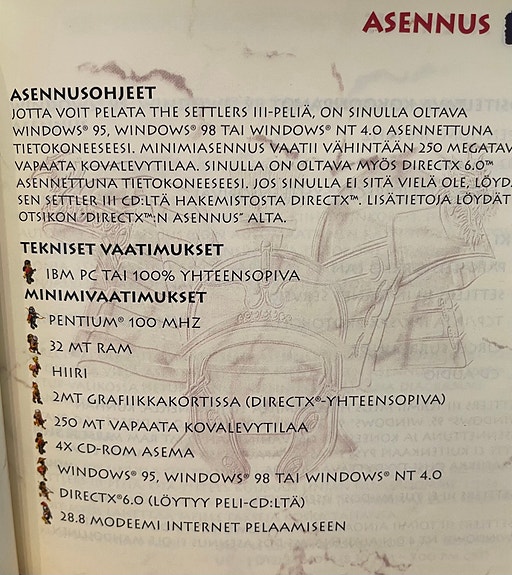 ASENNUS
ASENNUSOHJEET
JOTTA VOIT PELATA THE SETTLERS III-PELIÄ, ON SINULLA OLTAVA
WINDOWS® 95, WINDOWS® 98 TAI WINDOWS® NT 4.0 ASENNETTUNA
TIETOKONEESEESI. MINIMIASENNUS VAATII VÄHINTÄÄN 250 MEGATAV
VAPAATA KOVALEVYTILAA. SINULLA ON OLTAVA MYÖS DIRECTX 6.0™
ASENNETTUNA TIETOKONEESEESI. JOS SINULLA EI SITÄ VIELÄ OLE, LÖYD
SEN SETTLER III CD:LTÄ HAKEMISTOSTA DIRECTX™. LISÄTIETOJA LÖYDÄT
OTSIKON "DIRECTX™:N ASENNUS" ALTA.
TEKNISET VAATIMUKSET
IBM PC TAI 100% YHTEENSOPIVA
MINIMIVAATIMUKSET
PENTIUM® 100 MHZ
32 MT RAM
HIIRI
2MT GRAFIIKKAKORTISSA (DIRECTX®-YHTEENSOPIVA)
250 MT VAPAATA KOVALEVYTILAA
4X CD-ROM ASEMA
WINDOWS® 95, WINDOWS® 98 TAI WINDOWS® NT 4.0
DIRECTX®6.0 (LÖYTYY PELI-CD:LTÄ)
28.8 MODEEMI INTERNET PELAAMISEEN